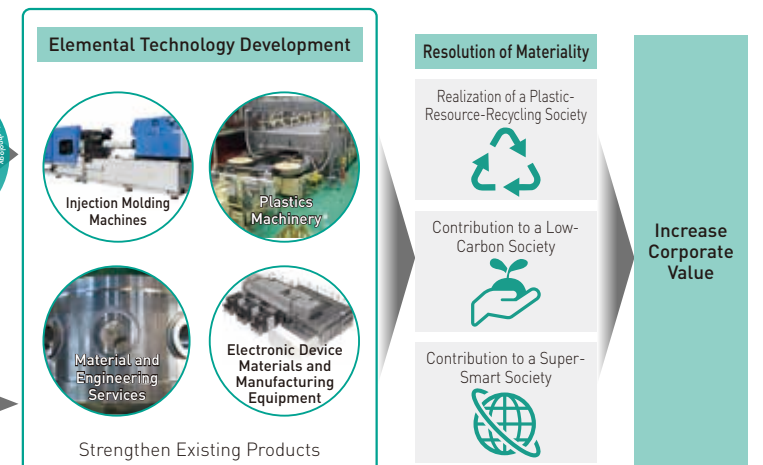 Elemental Technology Development
Injection Molding
Machines
Plastics
Machinery
Material and
Engineering
Services
Electronic Device
Materials and
Manufacturing
Equipment
Strengthen Existing Products
Resolution of Materiality
Realization of a Plastic-
Resource-Recycling Society
Contribution to a Low-
Carbon Society
Contribution to a Super-
Smart Society
Increase
Corporate
Value